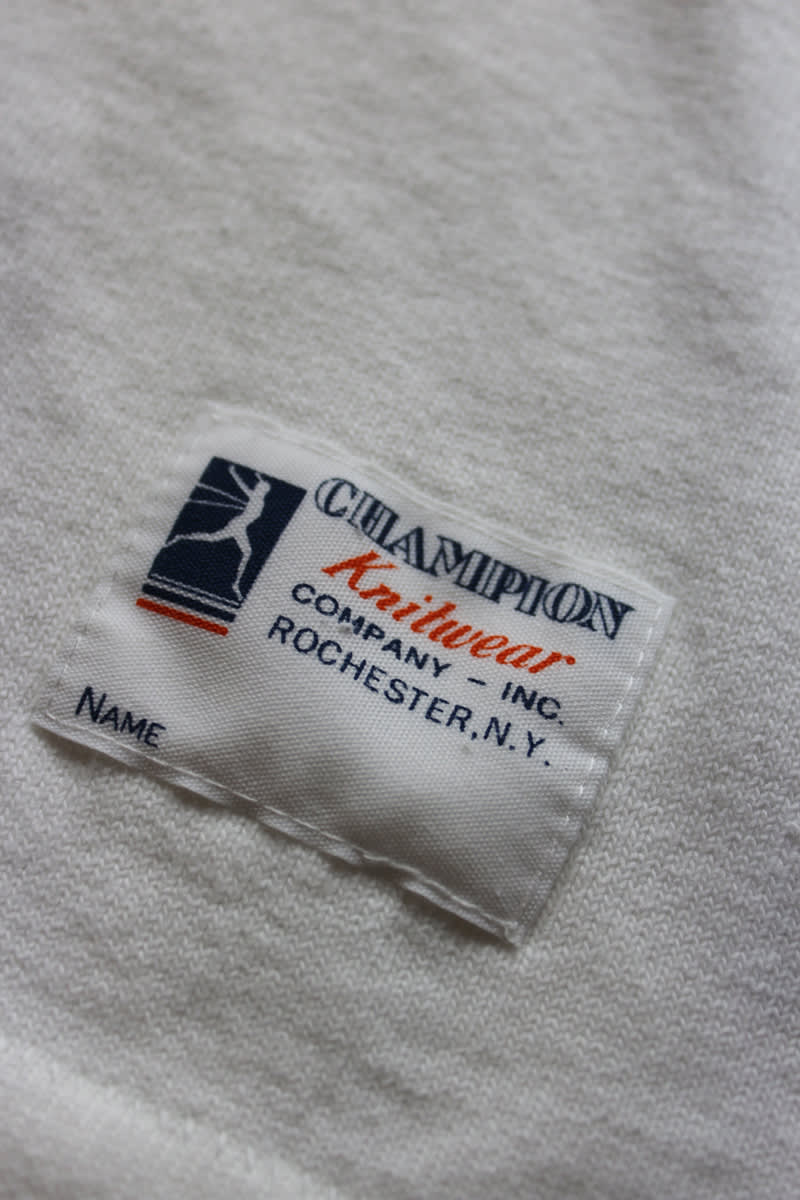 CHAMPION
Knitwear
COMPANY – INC.
ROCHESTER, N.Y.
NAME